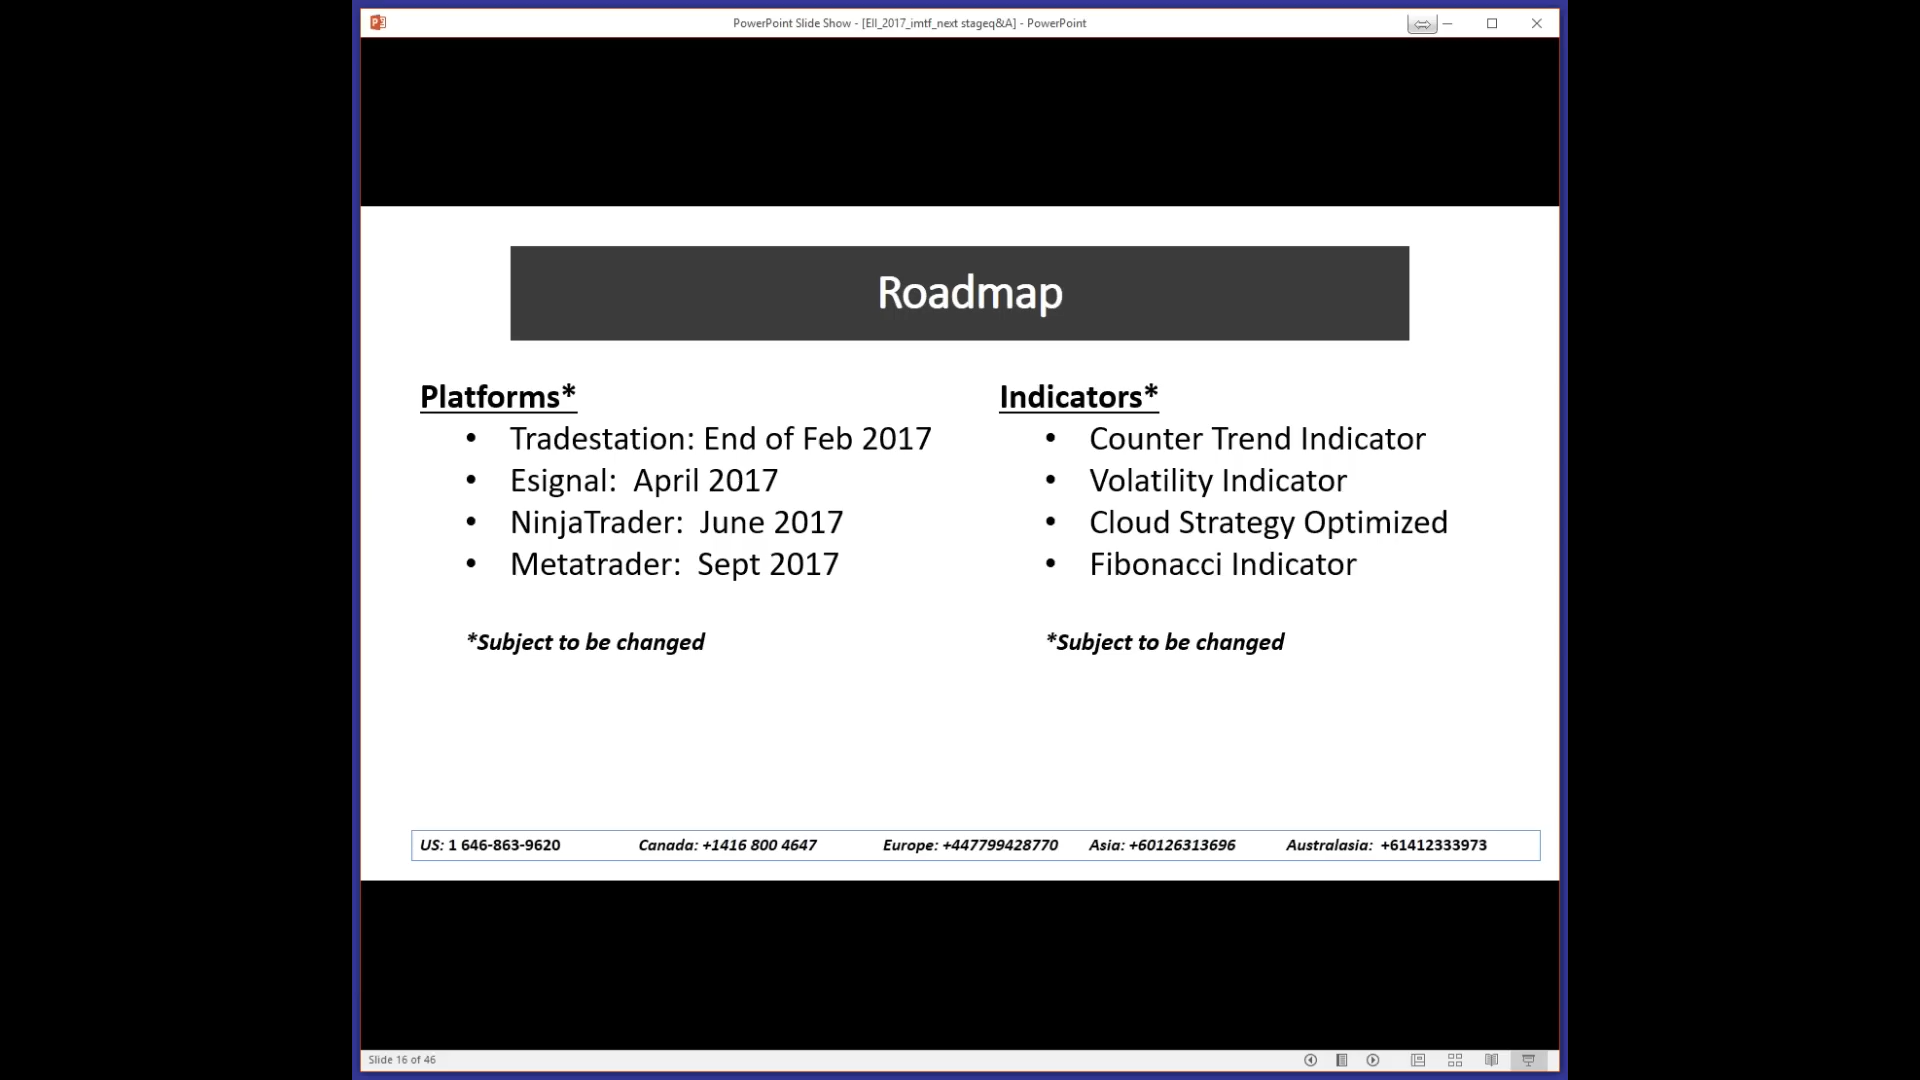 PowerPoint Slide Show - [EII_2017_imtf_next stageq&A] - PowerPoint
Roadmap
Platforms*
• Tradestation: End of Feb 2017
• Esignal: April 2017
• NinjaTrader: June 2017
• Metatrader: Sept 2017
*Subject to be changed
Indicators*
• Counter Trend Indicator
• Volatility Indicator
• Cloud Strategy Optimized
• Fibonacci Indicator
*Subject to be changed
US: 1 646-863-9620 Canada: +1416 800 4647 Europe: +447799428770 Asia: +60126313696 Australasia: +61412333973
Slide 16 of 46